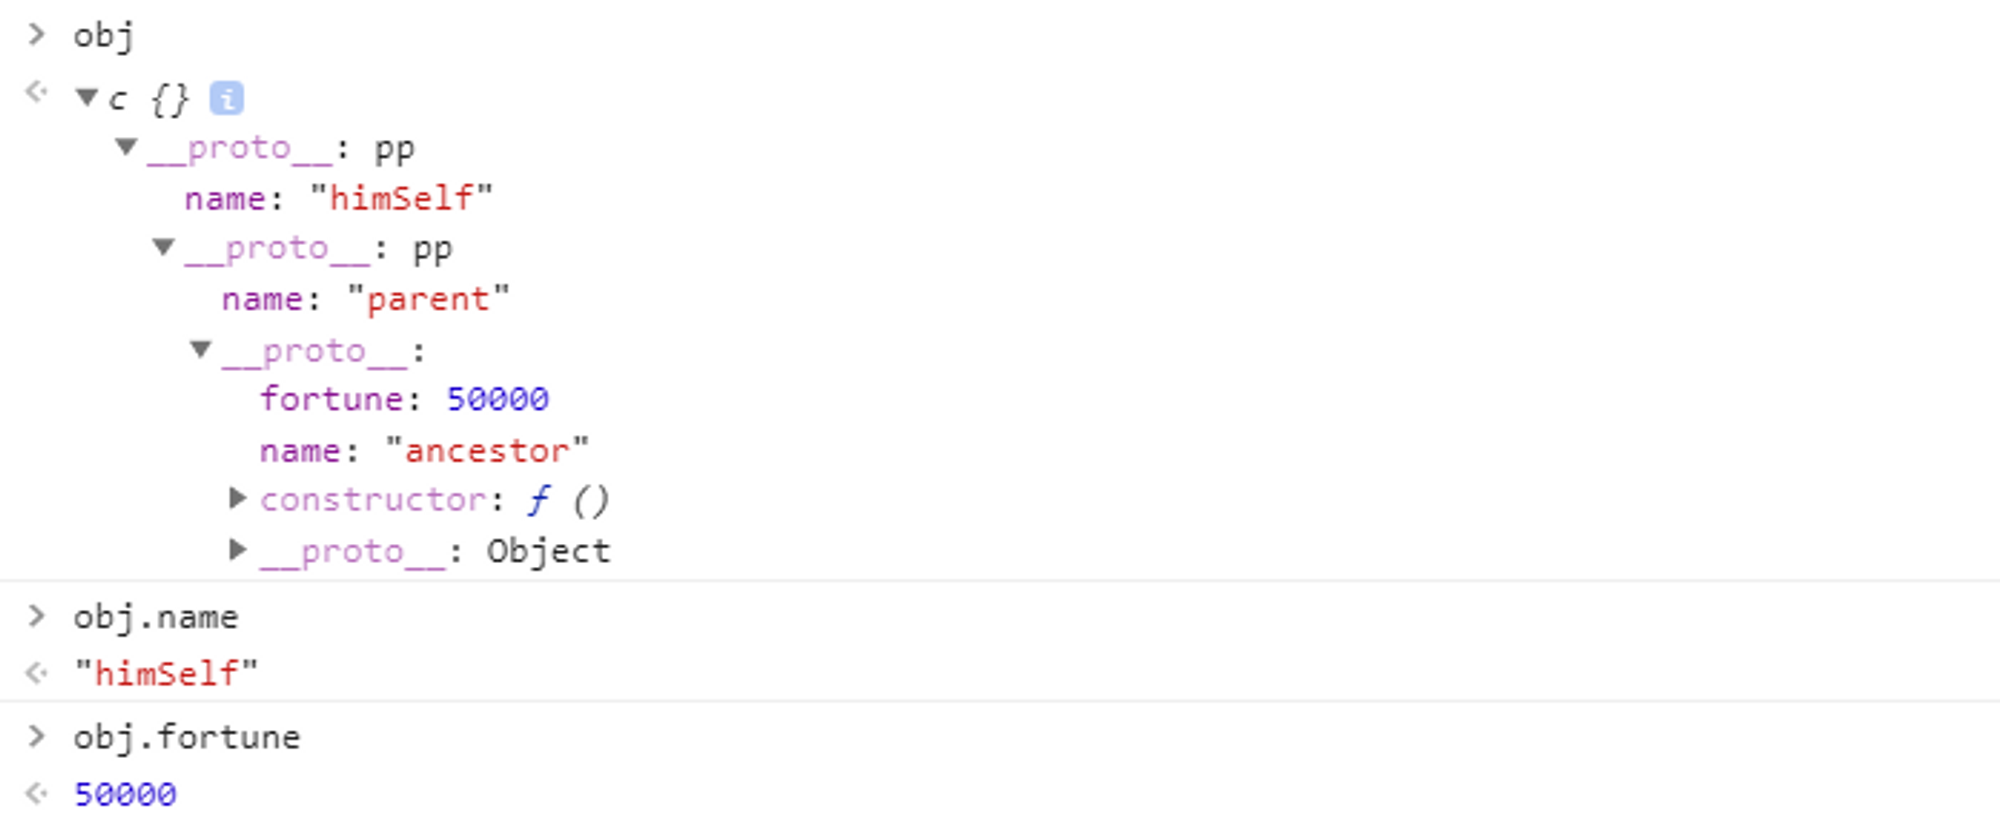 > obj
<· ▼ c {} i
▼ __proto__: pp
name: "himSelf"
▼ __proto__: pp
name: "parent"
▼ __proto__:
fortune: 50000
name: "ancestor"
▶ constructor: ƒ ()
▶ __proto__: Object
> obj.name
<· "himSelf"
> obj.fortune
<· 50000